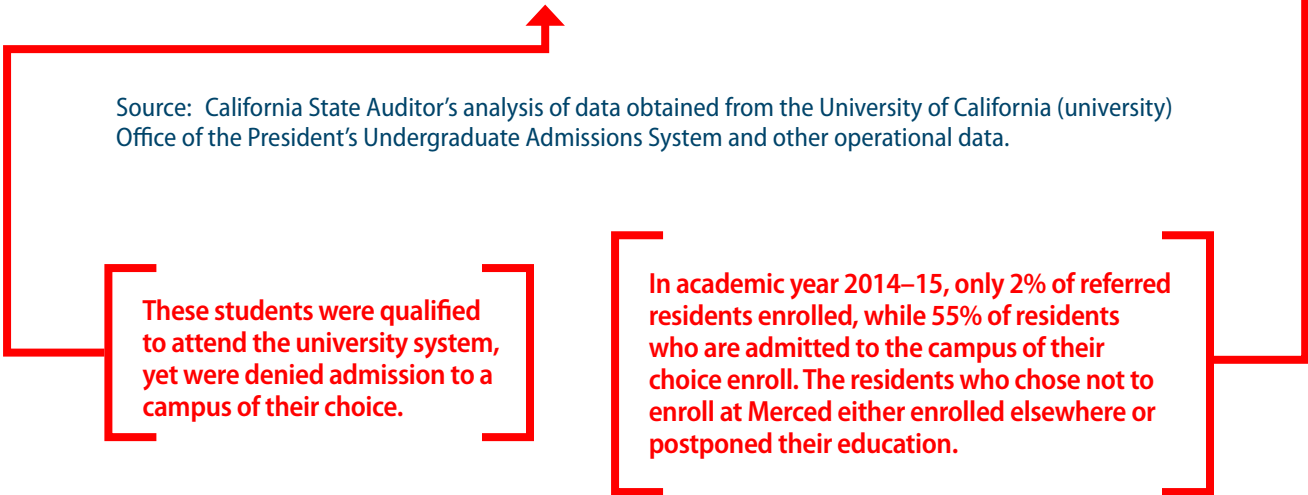 Source: California State Auditor's analysis of data obtained from the University of California (university)
Office of the President's Undergraduate Admissions System and other operational data.
These students were qualified
to attend the university system,
yet were denied admission to a
campus of their choice.
In academic year 2014–15, only 2% of referred
residents enrolled, while 55% of residents
who are admitted to the campus of their
choice enroll. The residents who chose not to
enroll at Merced either enrolled elsewhere or
postponed their education.